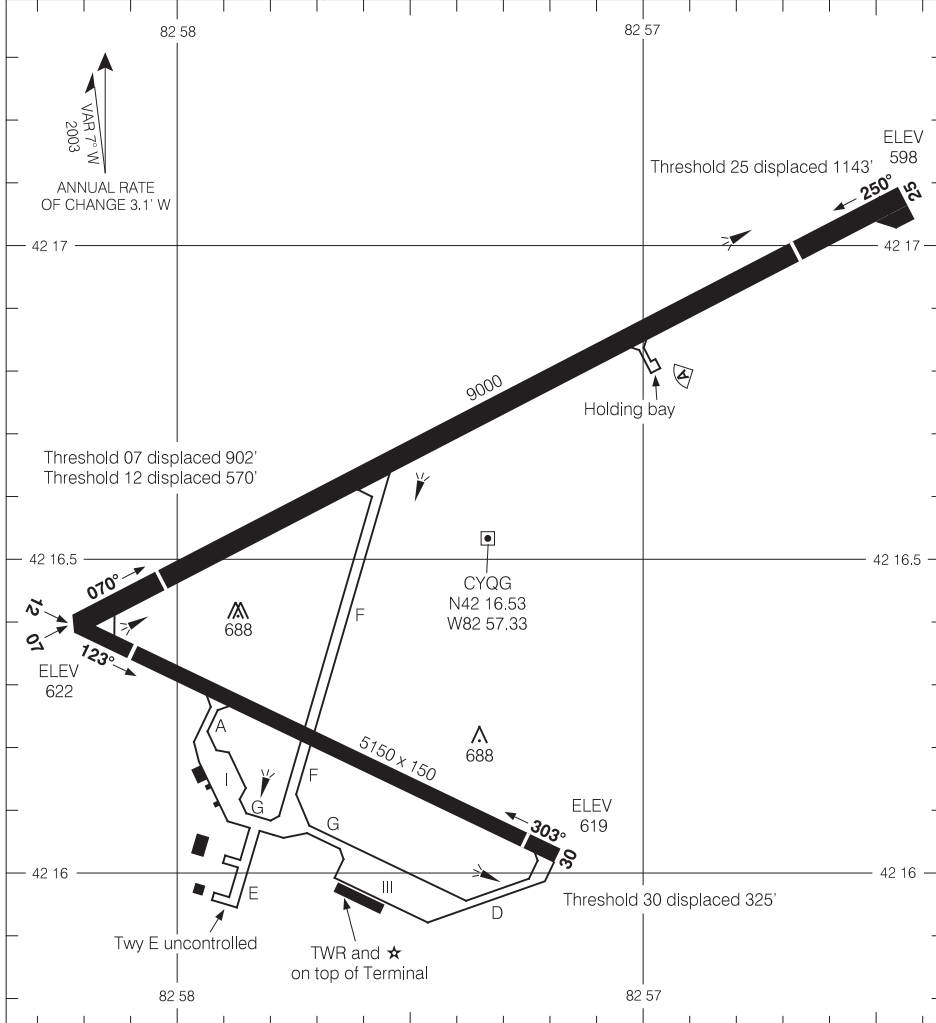 82 58
82 57
VAR 7° W
2003
ANNUAL RATE
OF CHANGE 3.1' W
ELEV
598
Threshold 25 displaced 1143'
250°
25
42 17
42 17
9000
A
Holding bay
Threshold 07 displaced 902'
Threshold 12 displaced 570'
42 16.5
42 16.5
CYQG
N42 16.53
W82 57.33
070°
12
07
688
F
123°
ELEV
622
A
5150 x 150
688
I
F
G
G
ELEV
619
303°
30
42 16
42 16
E
III
D
Threshold 30 displaced 325'
Twy E uncontrolled
TWR and ☆
on top of Terminal
82 58
82 57